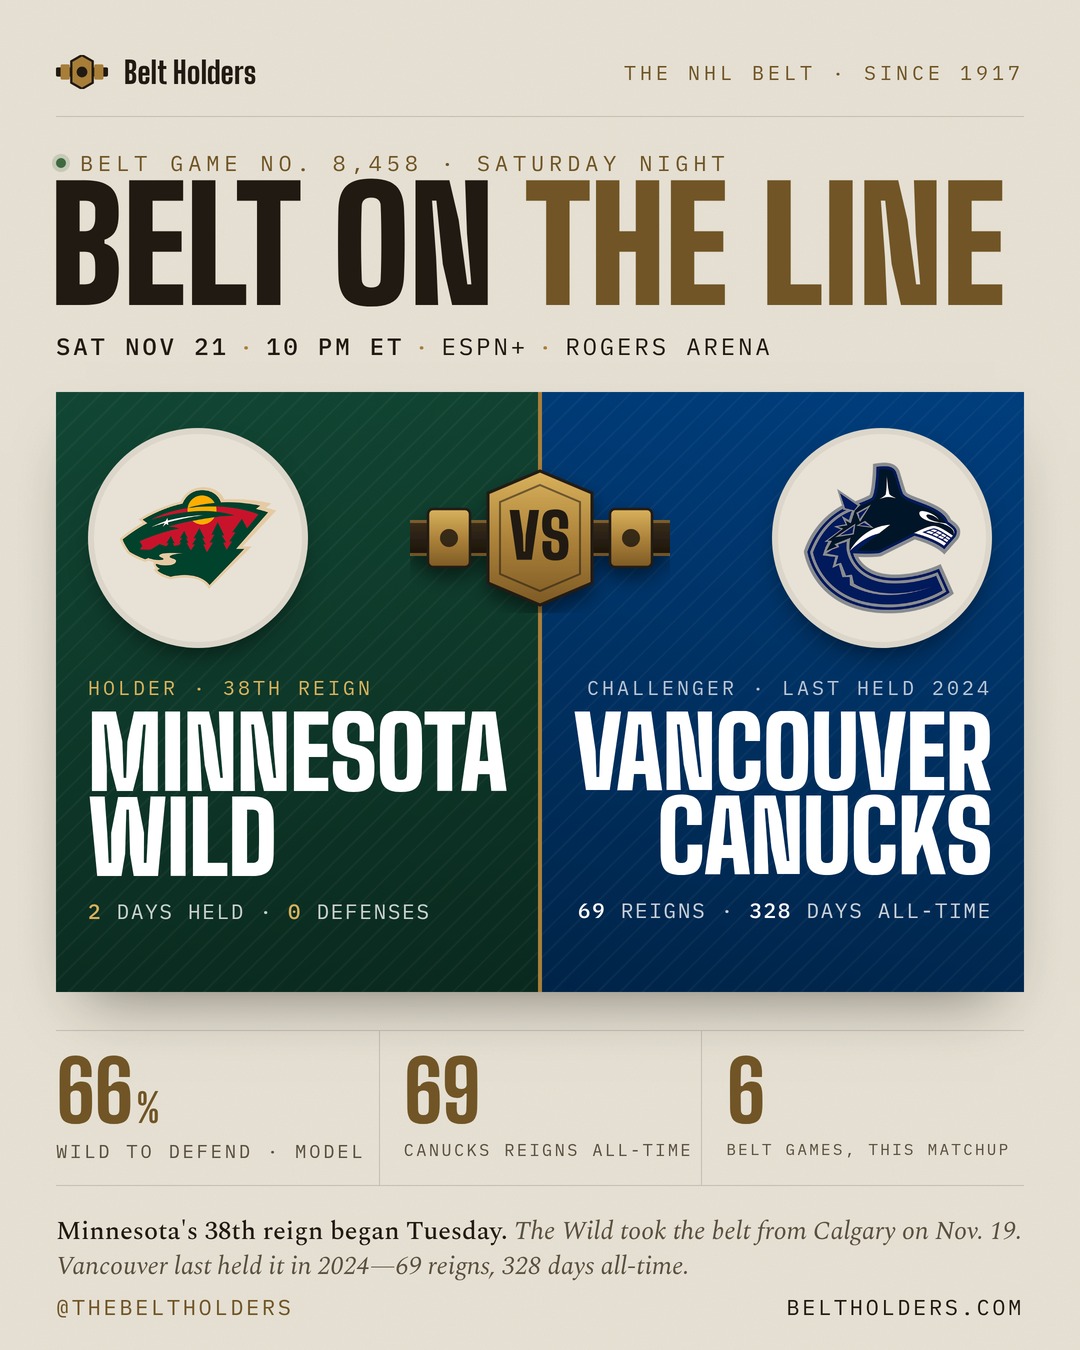 Belt Holders
THE NHL BELT · SINCE 1917
BELT GAME NO. 8,458 · SATURDAY NIGHT
BELT ON THE LINE
SAT NOV 21 · 10 PM ET · ESPN+ · ROGERS ARENA
VS
HOLDER · 38TH REIGN
MINNESOTA
WILD
2 DAYS HELD · 0 DEFENSES
CHALLENGER · LAST HELD 2024
VANCOUVER
CANUCKS
69 REIGNS · 328 DAYS ALL-TIME
66%
WILD TO DEFEND · MODEL
69
CANUCKS REIGNS ALL-TIME
6
BELT GAMES, THIS MATCHUP
Minnesota's 38th reign began Tuesday. The Wild took the belt from Calgary on Nov. 19.
Vancouver last held it in 2024—69 reigns, 328 days all-time.
@THEBELTHOLDERS
BELTHOLDERS.COM